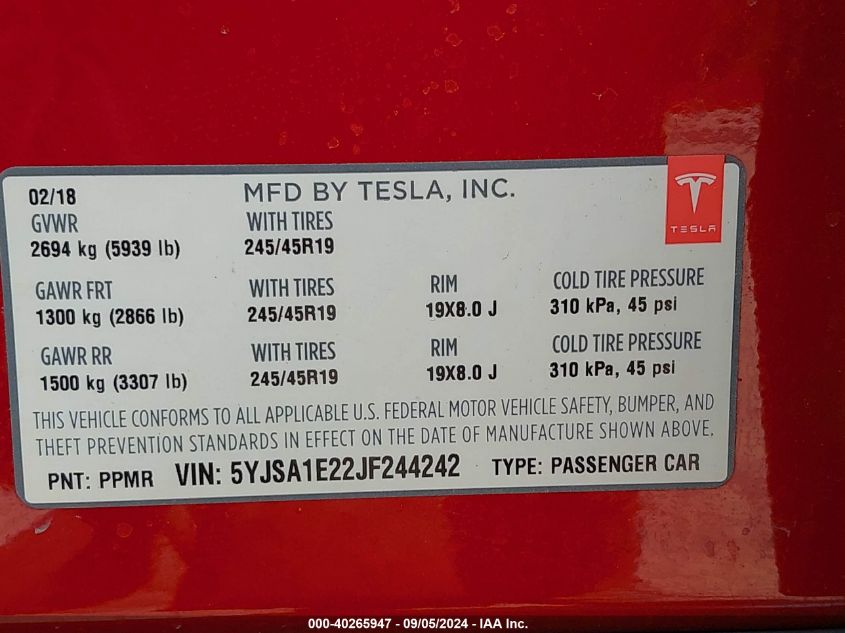 02/18 MFD BY TESLA, INC.
TESLA
GVWR WITH TIRES
2694 kg (5939 lb) 245/45R19
GAWR FRT WITH TIRES RIM COLD TIRE PRESSURE
1300 kg (2866 lb) 245/45R19 19X8.0 J 310 kPa, 45 psi
GAWR RR WITH TIRES RIM COLD TIRE PRESSURE
1500 kg (3307 lb) 245/45R19 19X8.0 J 310 kPa, 45 psi
THIS VEHICLE CONFORMS TO ALL APPLICABLE U.S. FEDERAL MOTOR VEHICLE SAFETY, BUMPER, AND
THEFT PREVENTION STANDARDS IN EFFECT ON THE DATE OF MANUFACTURE SHOWN ABOVE.
PNT: PPMR VIN: 5YJSA1E22JF244242 TYPE: PASSENGER CAR
000-40265947 - 09/05/2024 - IAA Inc.